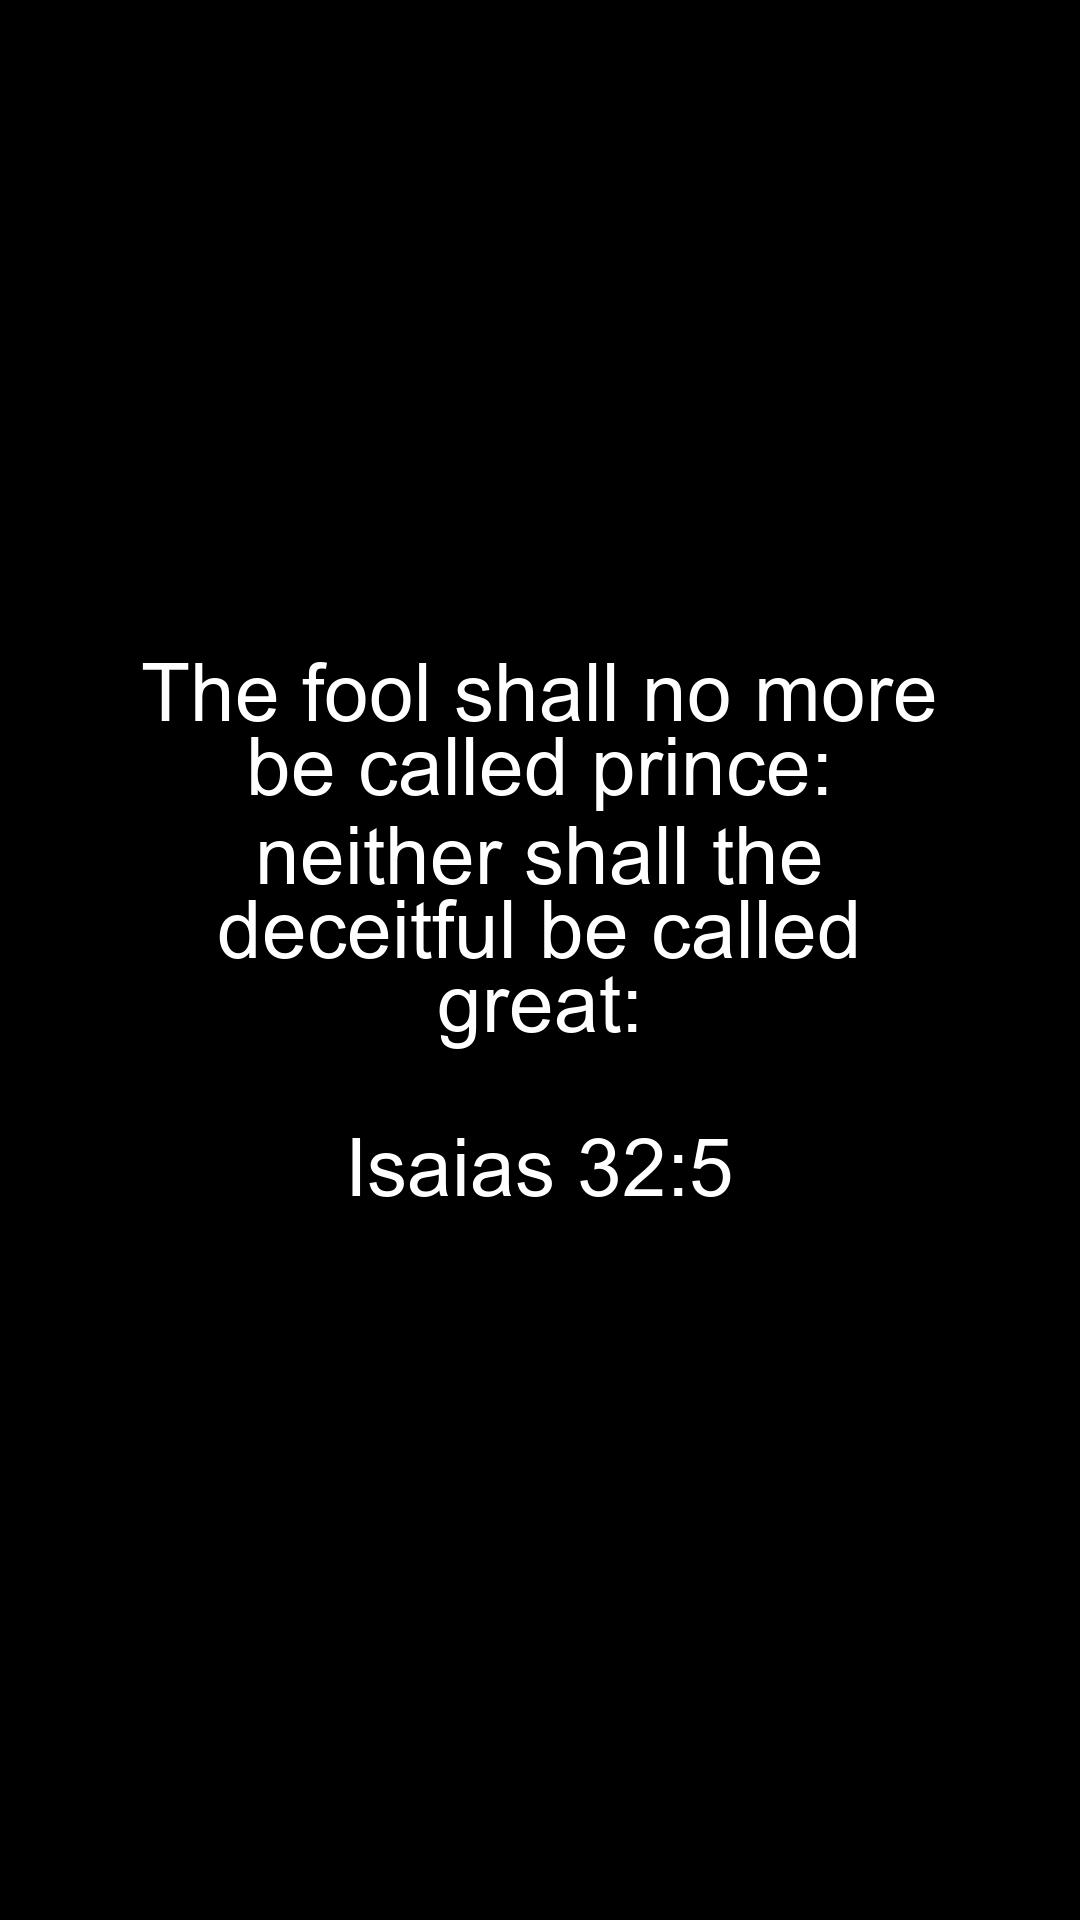 The fool shall no more
be called prince:
neither shall the
deceitful be called
great:
Isaias 32:5